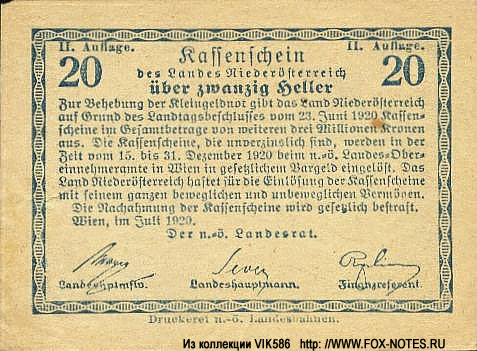 II. Auflage. II. Auflage.
20 Kassenschein 20
des Landes Niederösterreich
über zwanzig Heller
Zur Behebung der Kleingeldnot gibt das Land Niederösterreich
auf Grund des Landtagsbeschlusses vom 23. Juni 1920 Kassen-
scheine im Gesamtbetrage von weiteren drei Millionen Kronen
aus. Die Kassenscheine, die unverzinslich sind, werden in der
Zeit vom 15. bis 31. Dezember 1920 beim n.-ö. Landes-Ober-
einnehmeramte in Wien in gesetzlichen Bargeld eingelöst. Das
Land Niederösterreich haftet für die Einlösung der Kassenscheine
mit seinem ganzen beweglichen und unbeweglichen Vermögen.
Die Nachahmung der Kassenscheine wird gesetzlich bestraft.
Wien, im Juli 1920.
Der n.-ö. Landesrat.
Sever
Landeshptmstv. Landeshauptmann. Finanzreferent.
Druckerei n.-ö. Landesbahnen.
Из коллекции VIK586 http://WWW.FOX-NOTES.RU